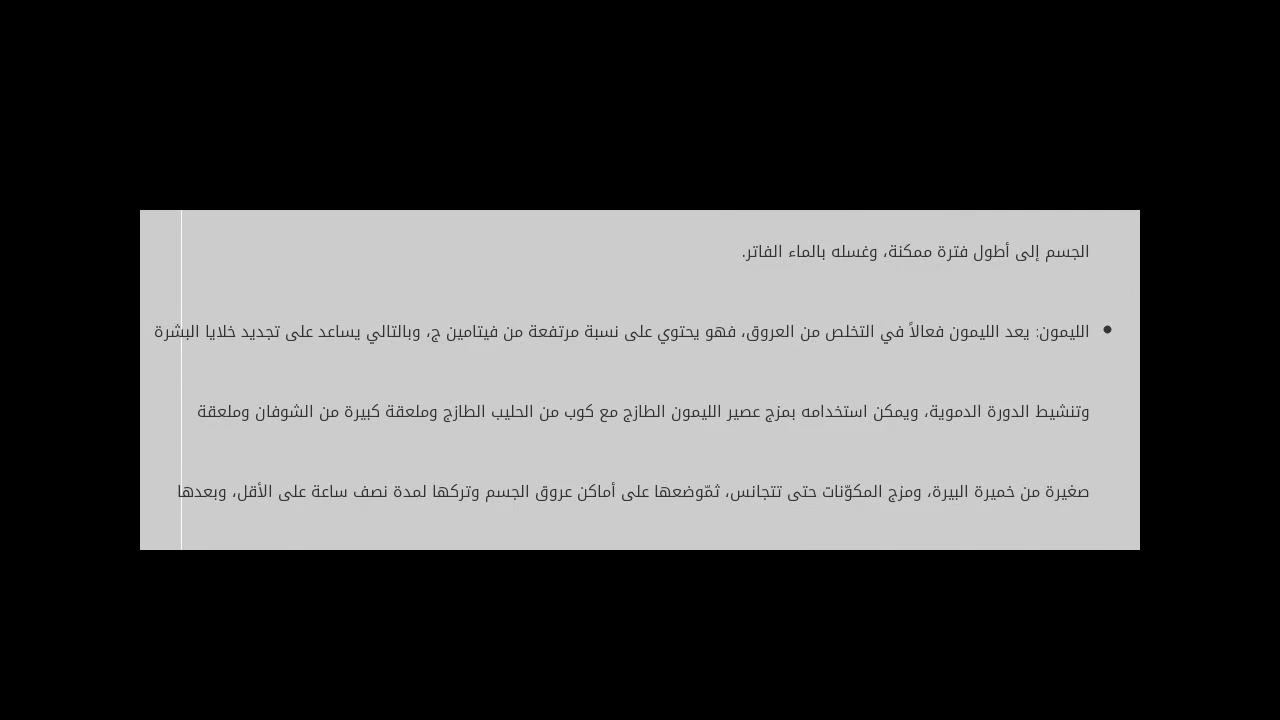 الجسم إلى أطول فترة ممكنة، وغسله بالماء الفاتر.
• الليمون: يعد الليمون فعالاً في التخلص من العروق، فهو يحتوي على نسبة مرتفعة من فيتامين ج، وبالتالي يساعد على تجديد خلايا البشرة
وتنشيط الدورة الدموية، ويمكن استخدامه بمزج عصير الليمون الطازج مع كوب من الحليب الطازج وملعقة كبيرة من الشوفان وملعقة
صغيرة من خميرة البيرة، ومزج المكوّنات حتى تتجانس، ثمّوضعها على أماكن عروق الجسم وتركها لمدة نصف ساعة على الأقل، وبعدها